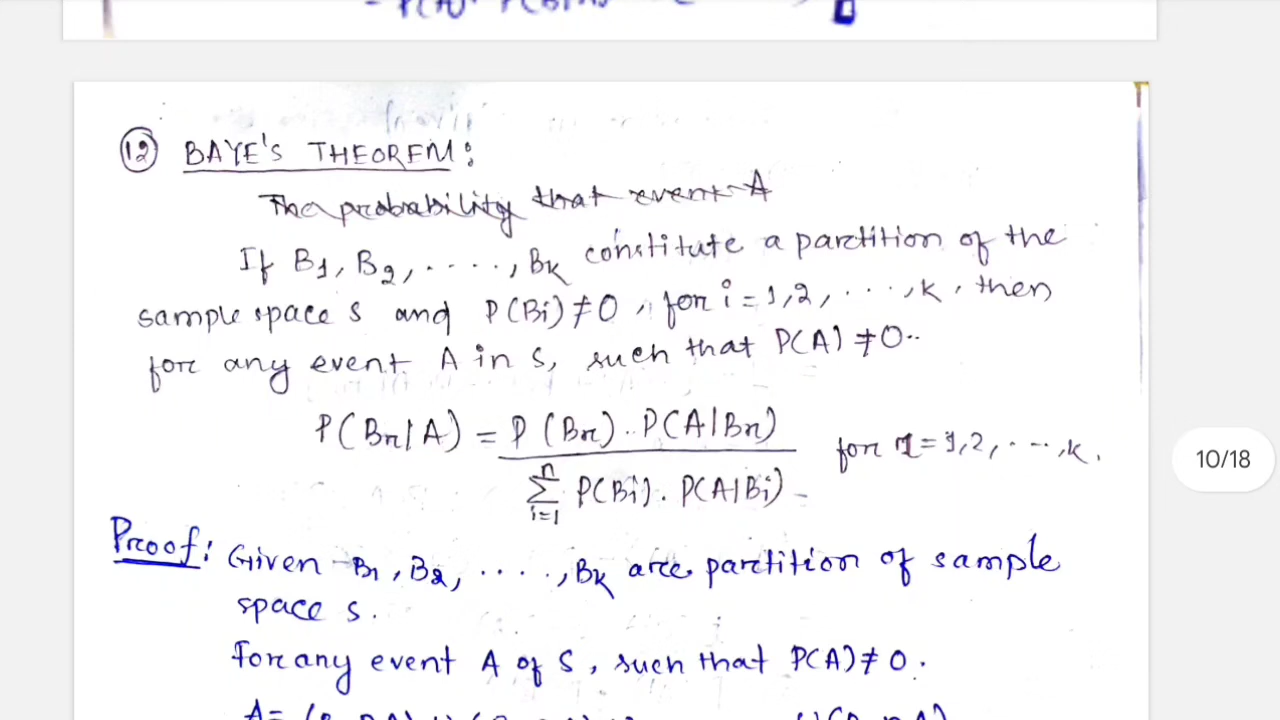 12 BAYE'S THEOREM:
The probability that event A
If B1, B2, ....., BK constitute a partition of the
sample space S and P(Bi) ≠ 0, for i = 1,2, ...,k, then
for any event A in S, such that P(A) ≠ 0..
P(Br|A) = P(Br). P(A|Br) / n Σ i=1 P(Bi). P(A|Bi) for r = 1,2, ...,k.
10/18
Proof: Given B1, B2, ....., BK are partition of sample
space S.
For any event A of S, such that P(A) ≠ 0.